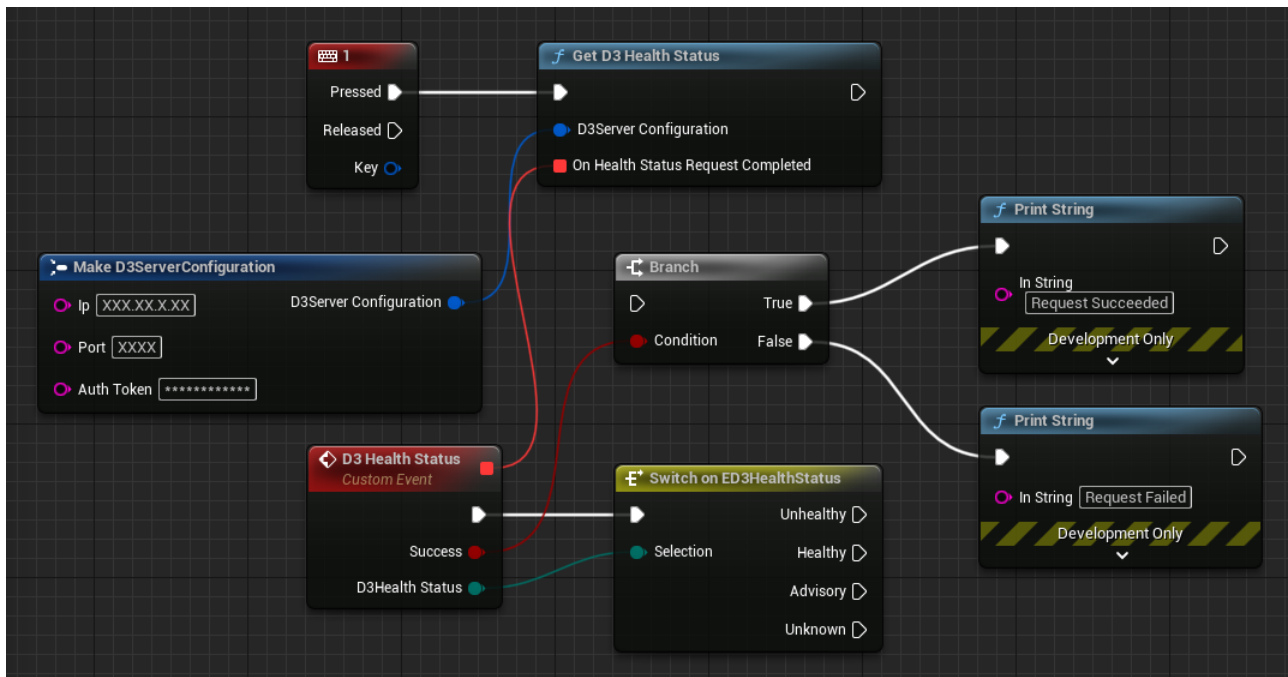 1
Pressed
Released
Key
Get D3 Health Status
D3Server Configuration
On Health Status Request Completed
Make D3ServerConfiguration
Ip XXX.XX.X.XX
D3Server Configuration
Port XXXX
Auth Token ************
Branch
True
Condition
False
Print String
In String
Request Succeeded
Development Only
Print String
In String Request Failed
Development Only
D3 Health Status
Custom Event
Success
D3Health Status
Switch on ED3HealthStatus
Unhealthy
Selection
Healthy
Advisory
Unknown